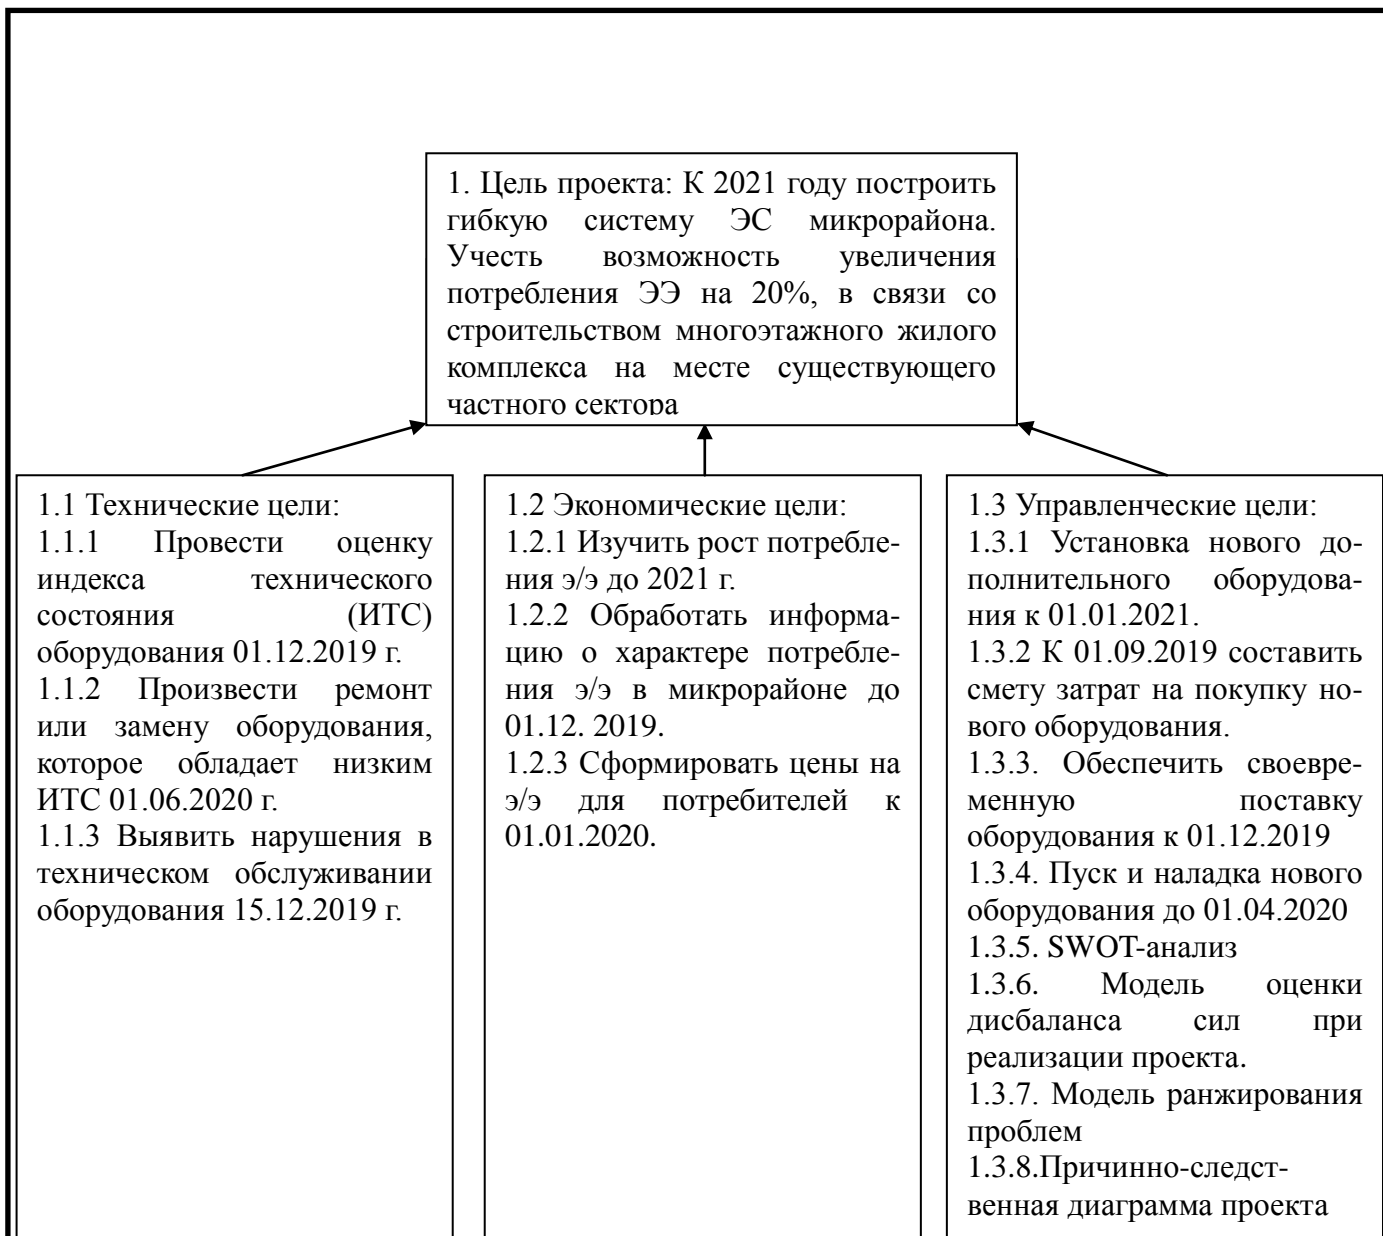 1. Цель проекта: К 2021 году построить
гибкую систему ЭС микрорайона.
Учесть возможность увеличения
потребления ЭЭ на 20%, в связи со
строительством многоэтажного жилого
комплекса на месте существующего
частного сектора
1.1 Технические цели:
1.1.1 Провести оценку
индекса технического
состояния (ИТС)
оборудования 01.12.2019 г.
1.1.2 Произвести ремонт
или замену оборудования,
которое обладает низким
ИТС 01.06.2020 г.
1.1.3 Выявить нарушения в
техническом обслуживании
оборудования 15.12.2019 г.
1.2 Экономические цели:
1.2.1 Изучить рост потребле-
ния э/э до 2021 г.
1.2.2 Обработать информа-
цию о характере потребле-
ния э/э в микрорайоне до
01.12. 2019.
1.2.3 Сформировать цены на
э/э для потребителей к
01.01.2020.
1.3 Управленческие цели:
1.3.1 Установка нового до-
полнительного оборудова-
ния к 01.01.2021.
1.3.2 К 01.09.2019 составить
смету затрат на покупку но-
вого оборудования.
1.3.3. Обеспечить своевре-
менную поставку
оборудования к 01.12.2019
1.3.4. Пуск и наладка нового
оборудования до 01.04.2020
1.3.5. SWOT-анализ
1.3.6. Модель оценки
дисбаланса сил при
реализации проекта.
1.3.7. Модель ранжирования
проблем
1.3.8.Причинно-следст-
венная диаграмма проекта